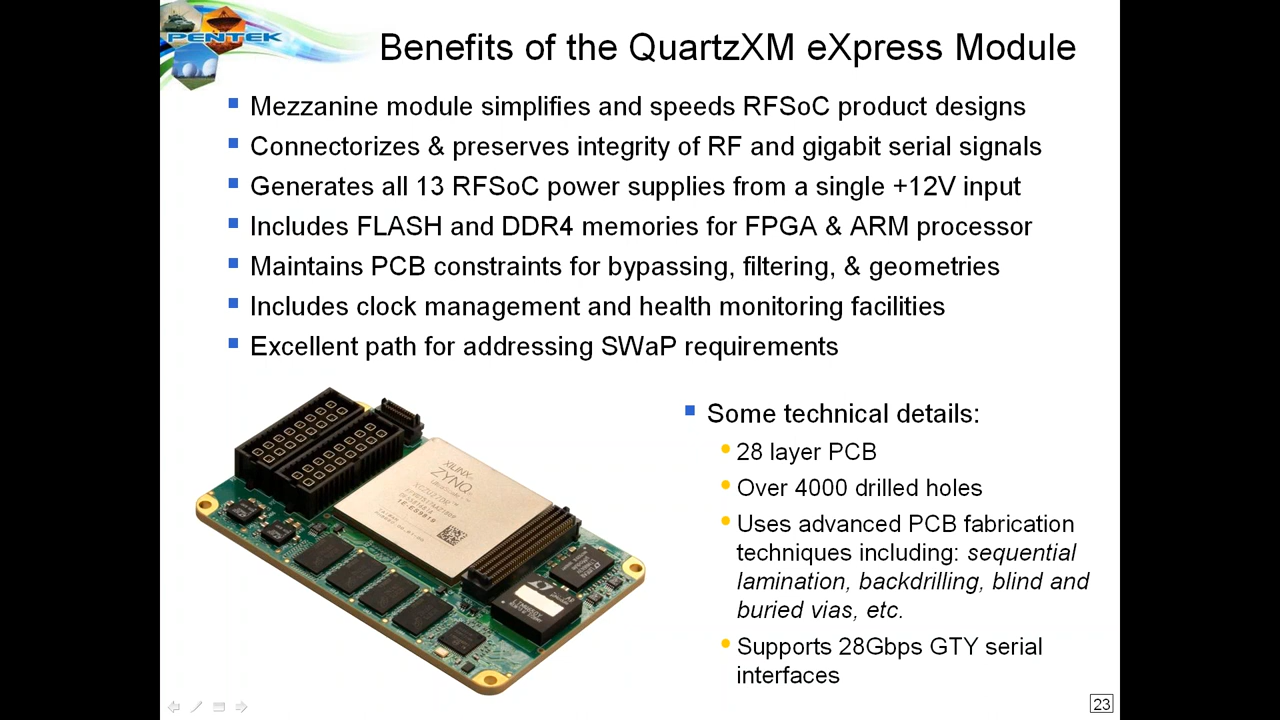 PENTEK
Benefits of the QuartzXM eXpress Module
Mezzanine module simplifies and speeds RFSoC product designs
Connectorizes & preserves integrity of RF and gigabit serial signals
Generates all 13 RFSoC power supplies from a single +12V input
Includes FLASH and DDR4 memories for FPGA & ARM processor
Maintains PCB constraints for bypassing, filtering, & geometries
Includes clock management and health monitoring facilities
Excellent path for addressing SWaP requirements
Some technical details:
28 layer PCB
Over 4000 drilled holes
Uses advanced PCB fabrication
techniques including: sequential
lamination, backdrilling, blind and
buried vias, etc.
Supports 28Gbps GTY serial
interfaces
XILINX
ZYNQ
23